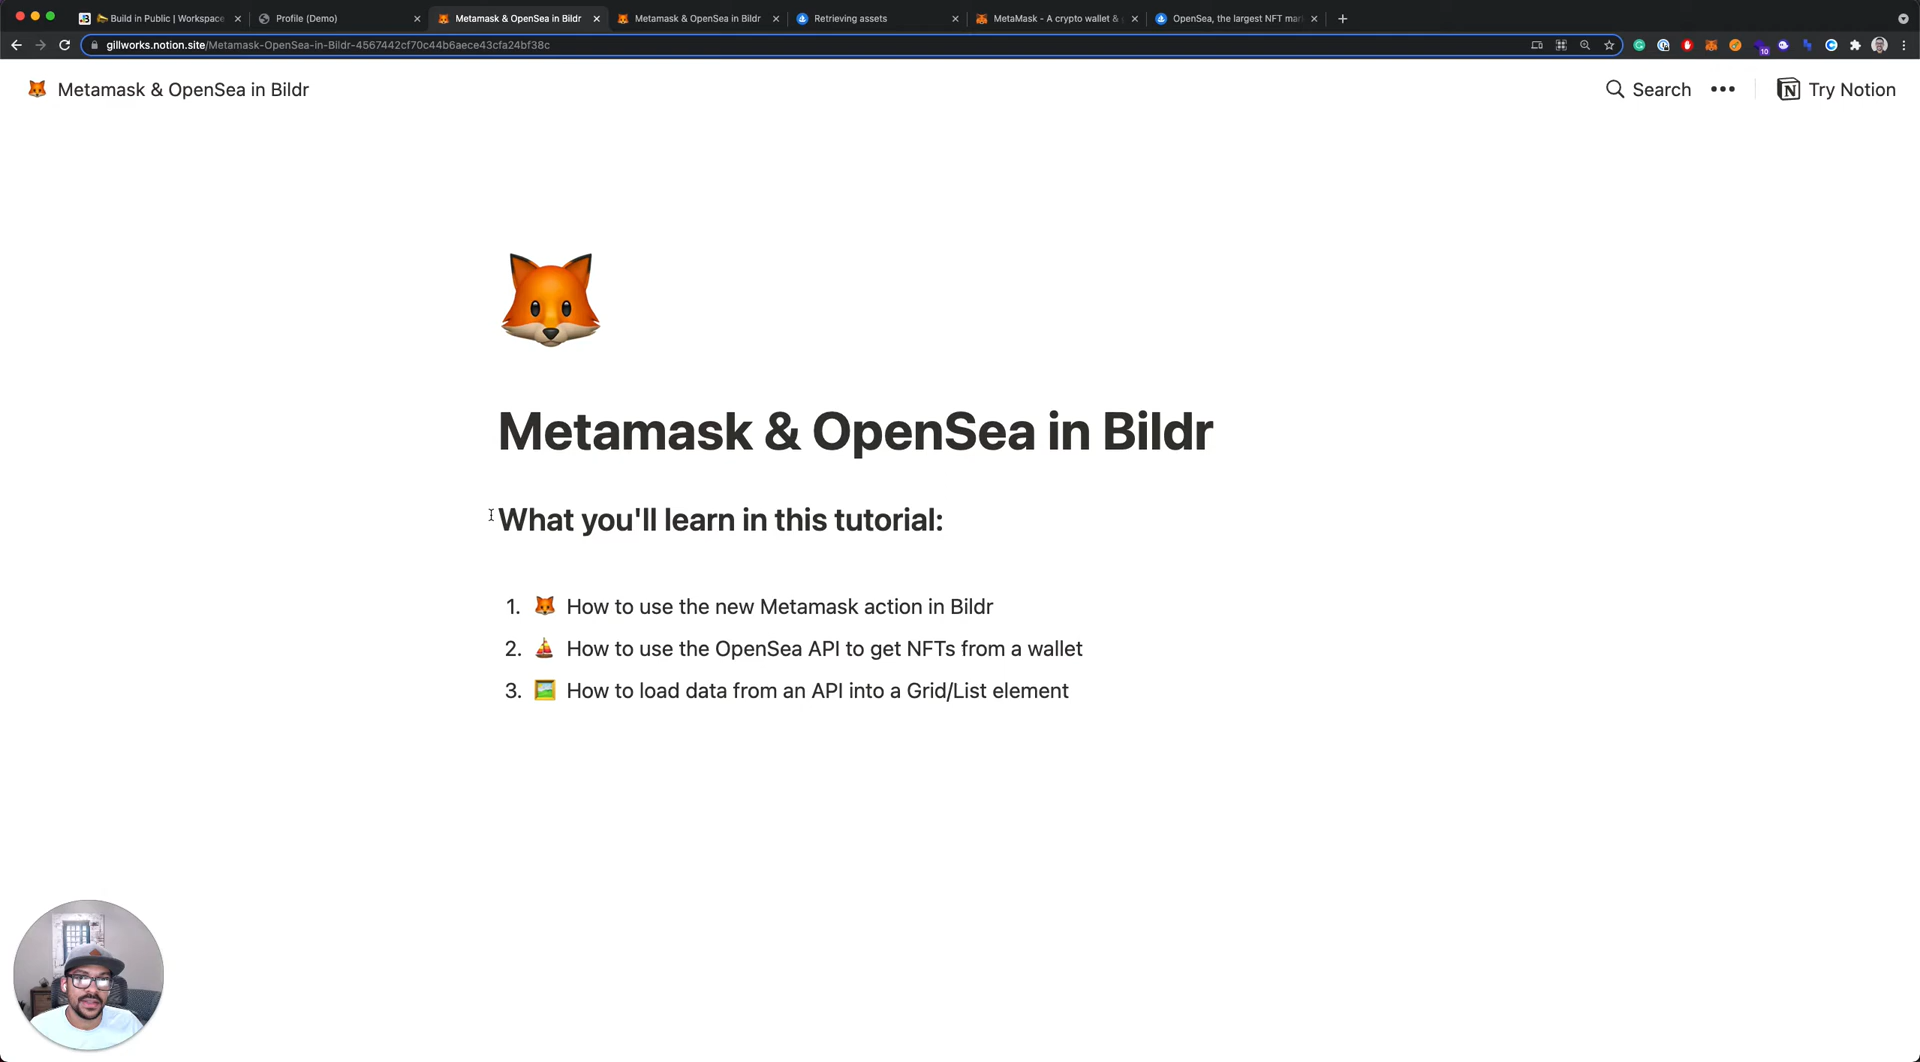 Build in Public | Workspace
Profile (Demo)
Metamask & OpenSea in Bildr
Metamask & OpenSea in Bildr
Retrieving assets
MetaMask - A crypto wallet &
OpenSea, the largest NFT mar
gillworks.notion.site/Metamask-OpenSea-in-Bildr-4567442cf70c44b6aece43cfa24bf38c
10
Metamask & OpenSea in Bildr
Search
Try Notion
Metamask & OpenSea in Bildr
What you'll learn in this tutorial:
1. How to use the new Metamask action in Bildr
2. How to use the OpenSea API to get NFTs from a wallet
3. How to load data from an API into a Grid/List element